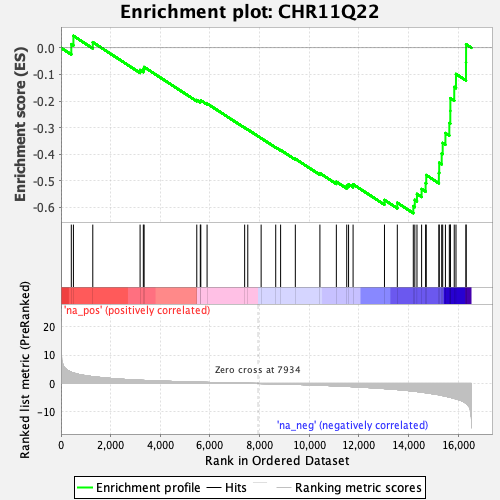 Enrichment plot: CHR11Q22
Enrichment score (ES)
0.0
-0.1
-0.2
-0.3
-0.4
-0.5
-0.6
'na_pos' (positively correlated)
Ranked list metric (PreRanked)
20
10
0
-10
Zero cross at 7934
'na_neg' (negatively correlated)
0
2,000
4,000
6,000
8,000
10,000
12,000
14,000
16,000
Rank in Ordered Dataset
Enrichment profile
Hits
Ranking metric scores